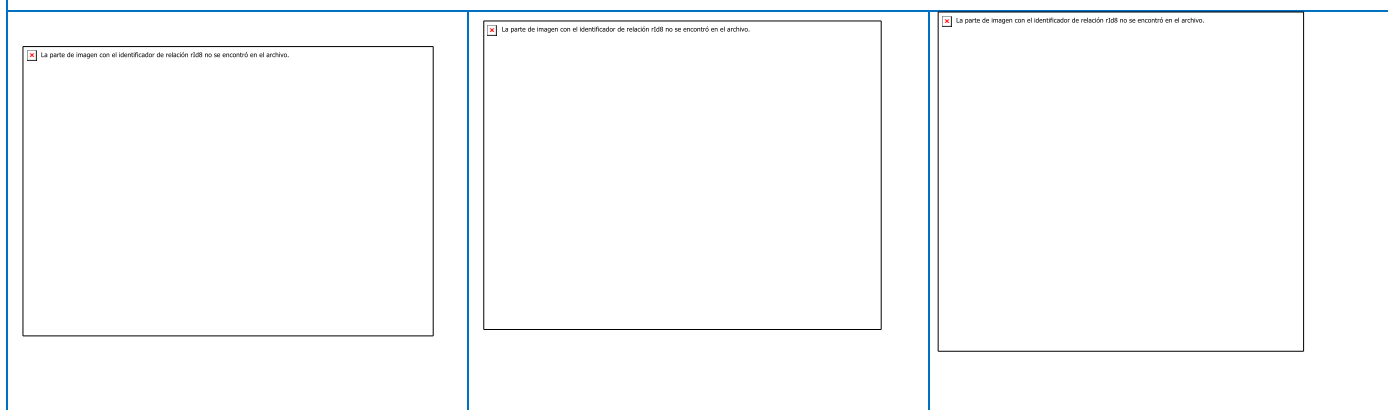 La parte de imagen con el identificador de relación rId8 no se encontró en el archivo.
La parte de imagen con el identificador de relación rId8 no se encontró en el archivo.
La parte de imagen con el identificador de relación rId8 no se encontró en el archivo.